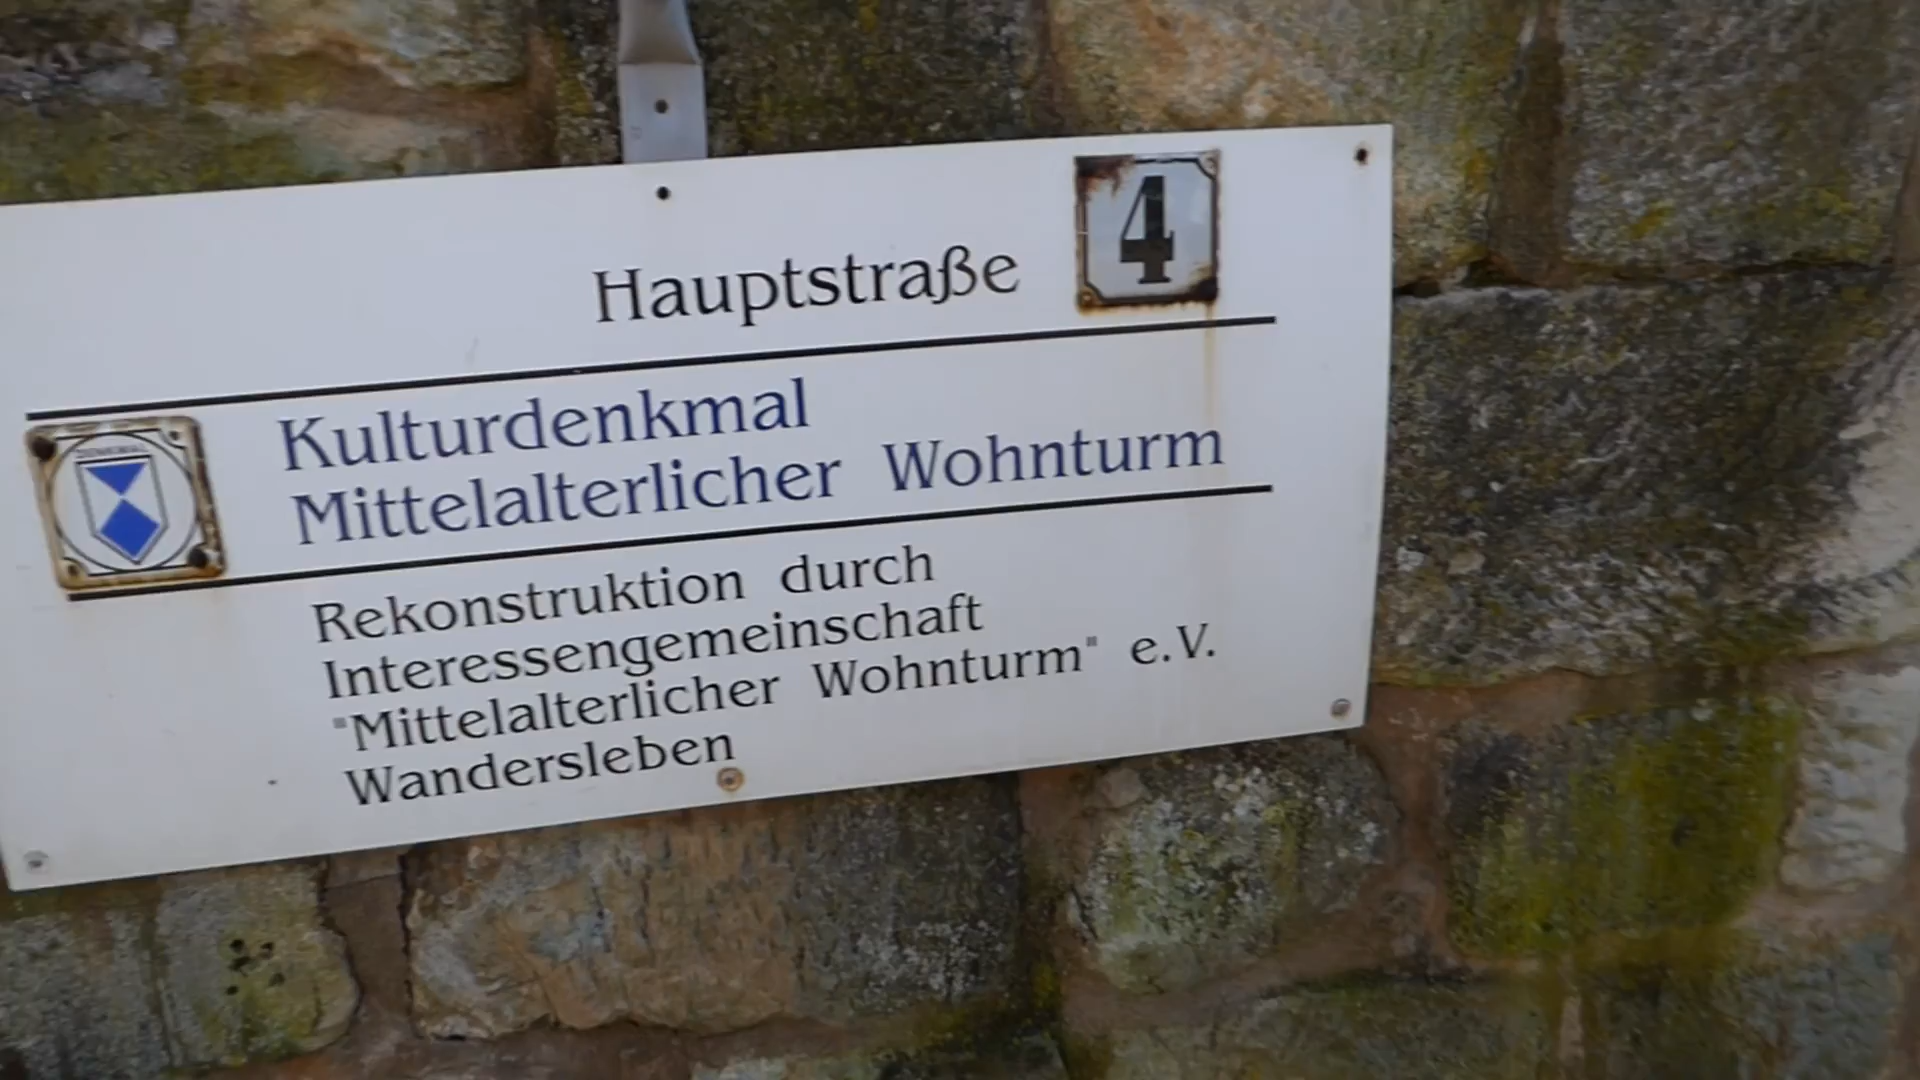 Hauptstraße 4
Kulturdenkmal
Mittelalterlicher Wohnturm
Rekonstruktion durch
Interessengemeinschaft
"Mittelalterlicher Wohnturm" e.V.
Wandersleben